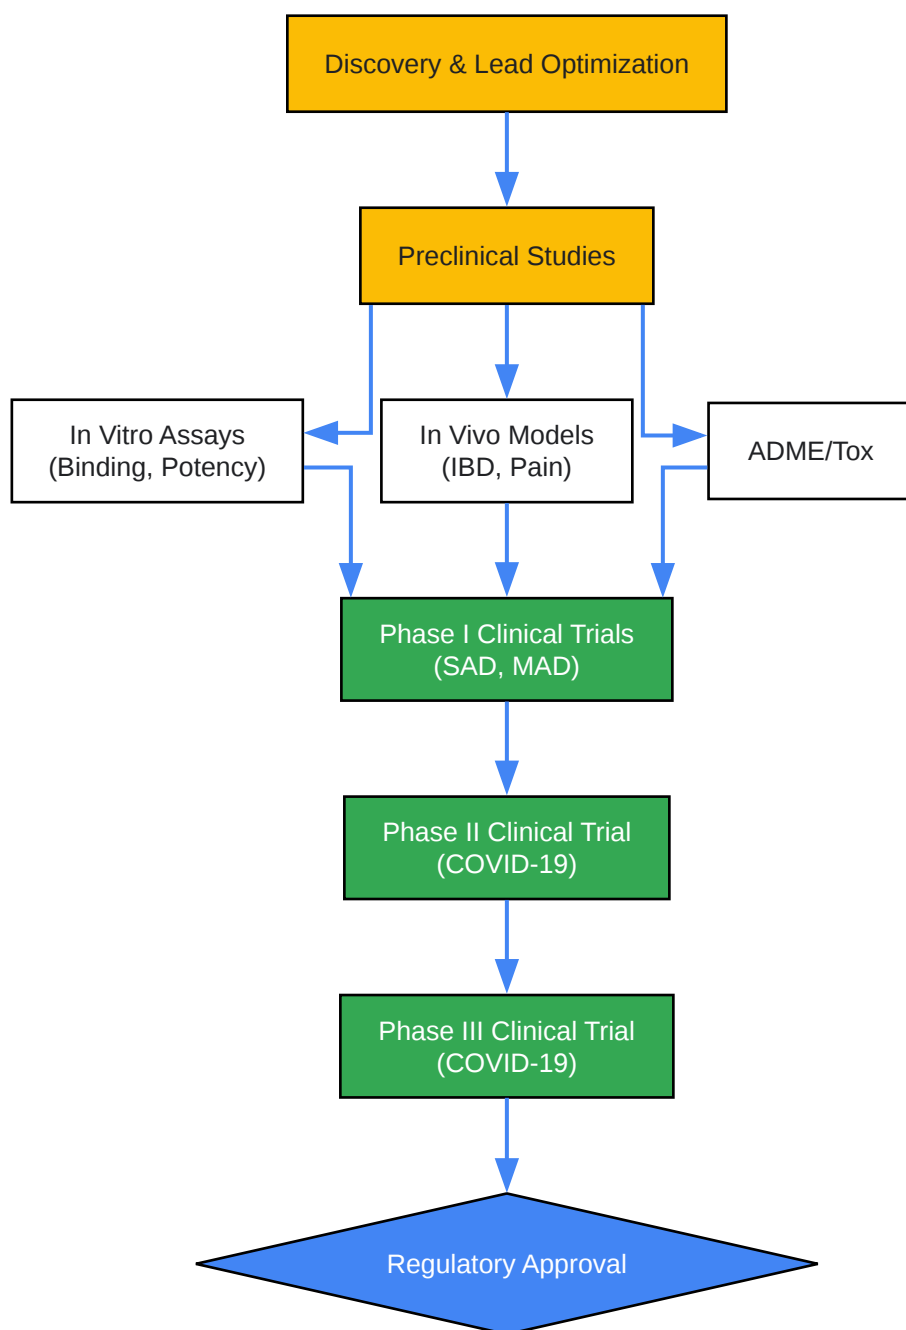 Discovery & Lead Optimization
Preclinical Studies
In Vitro Assays
(Binding, Potency)
In Vivo Models
(IBD, Pain)
ADME/Tox
Phase I Clinical Trials
(SAD, MAD)
Phase II Clinical Trial
(COVID-19)
Phase III Clinical Trial
(COVID-19)
Regulatory Approval